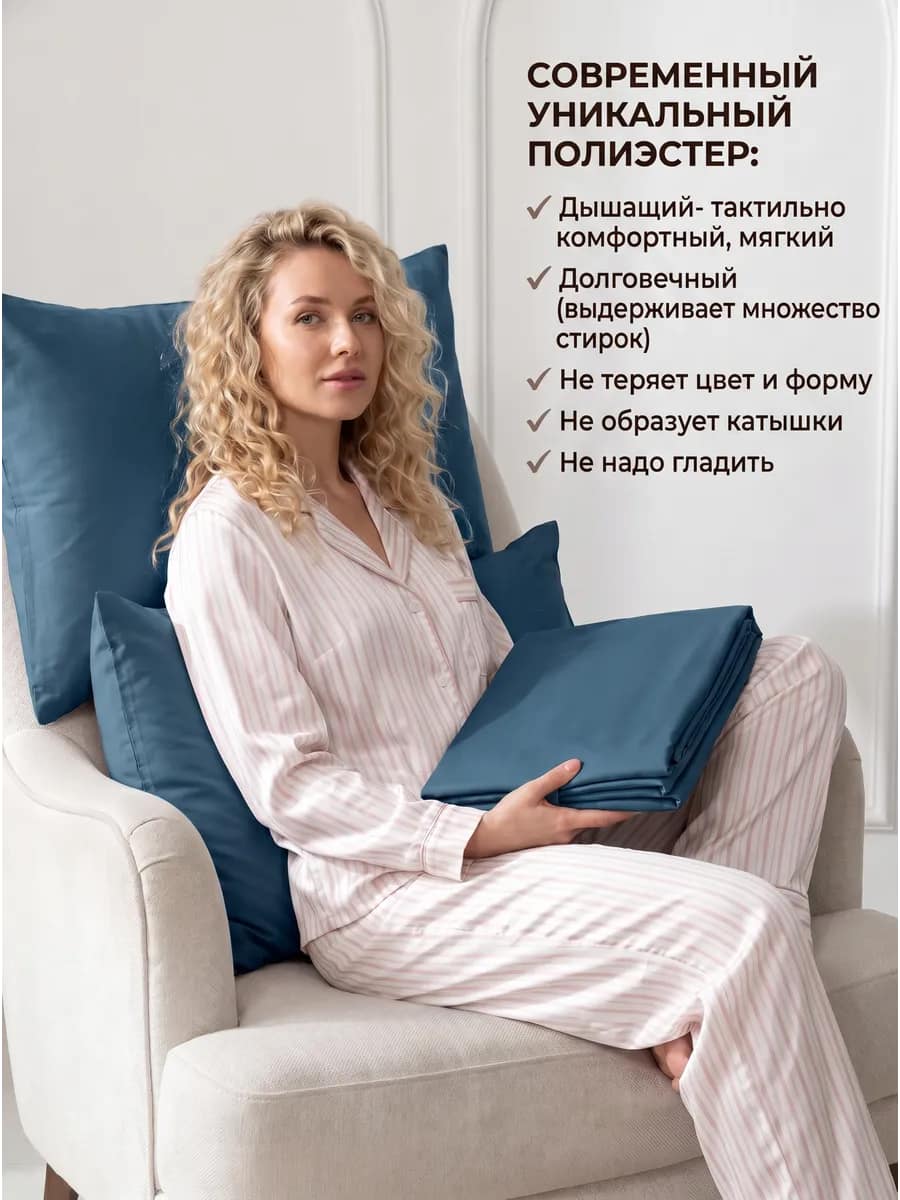 СОВРЕМЕННЫЙ
УНИКАЛЬНЫЙ
ПОЛИЭСТЕР:
Дышащий- тактильно
комфортный, мягкий
Долговечный
(выдерживает множество
стирок)
Не теряет цвет и форму
Не образует катышки
Не надо гладить